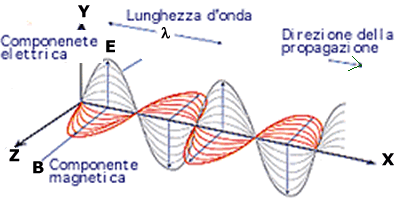 Y
Lunghezza d'onda
λ
Direzione della
propagazione
Componenete
elettrica
E
Z
B
Componente
magnetica
X